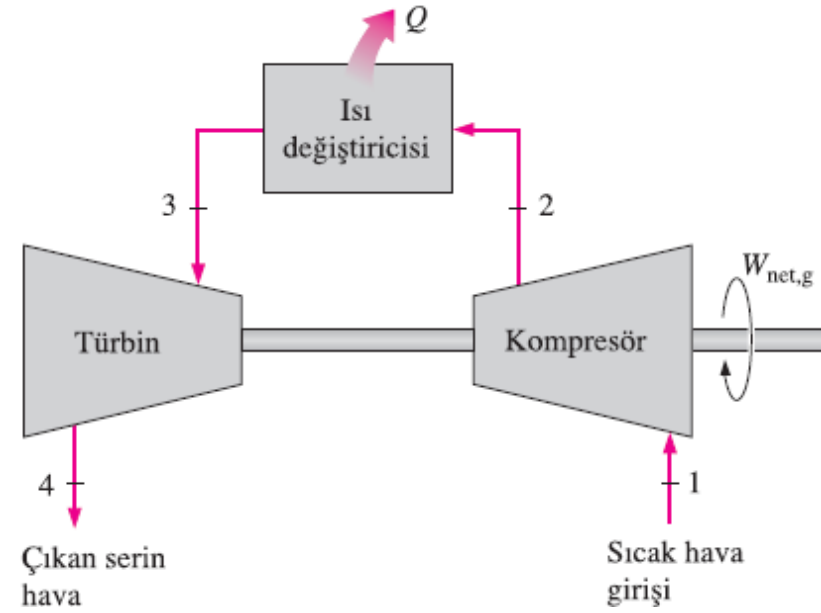 Q
Isı
değiştiricisi
3
2
W net,g
Türbin
Kompresör
4
1
Çıkan serin
hava
Sıcak hava
girişi